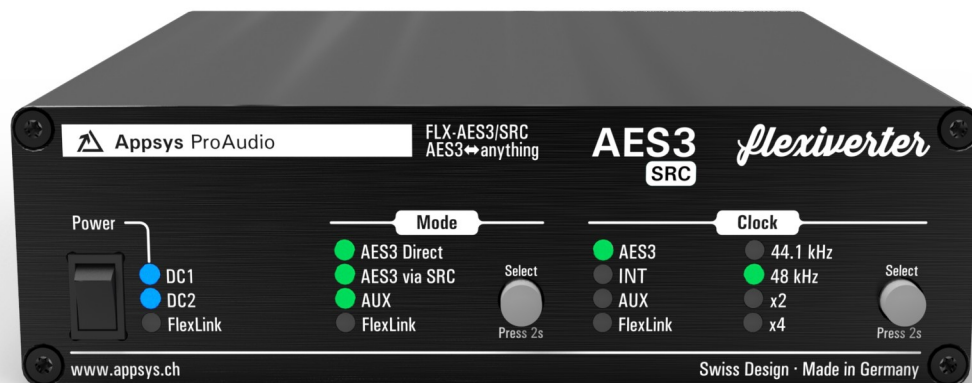 Appsys ProAudio
FLX-AES3/SRC
AES3⬌anything
AES3
SRC
flexiverter
Power
DC1
DC2
FlexLink
Mode
AES3 Direct
AES3 via SRC
AUX
FlexLink
Select
Press 2s
Clock
AES3
INT
AUX
FlexLink
44.1 kHz
48 kHz
x2
x4
Select
Press 2s
www.appsys.ch
Swiss Design · Made in Germany